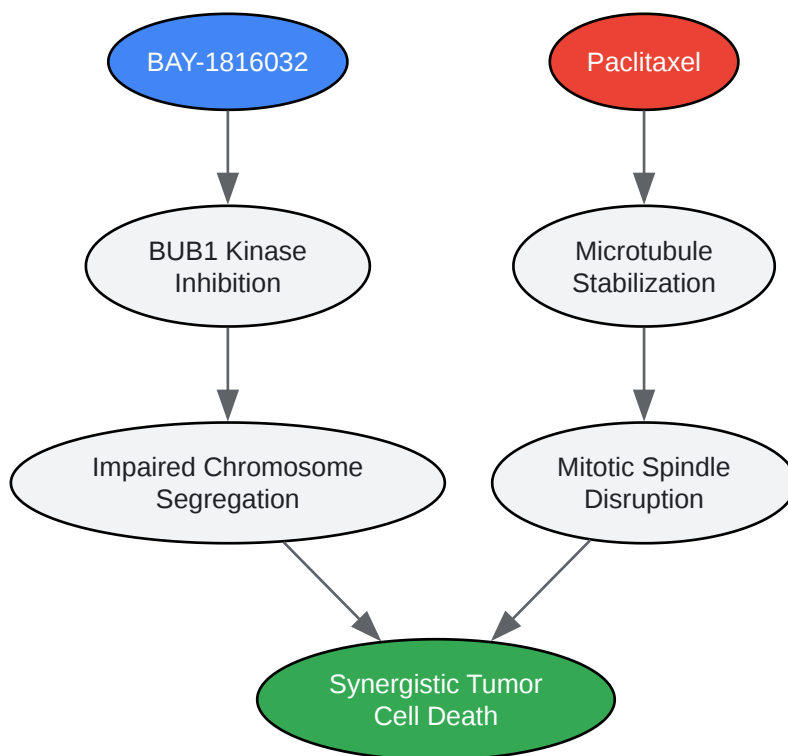 BAY-1816032
Paclitaxel
BUB1 Kinase
Inhibition
Microtubule
Stabilization
Impaired Chromosome
Segregation
Mitotic Spindle
Disruption
Synergistic Tumor
Cell Death